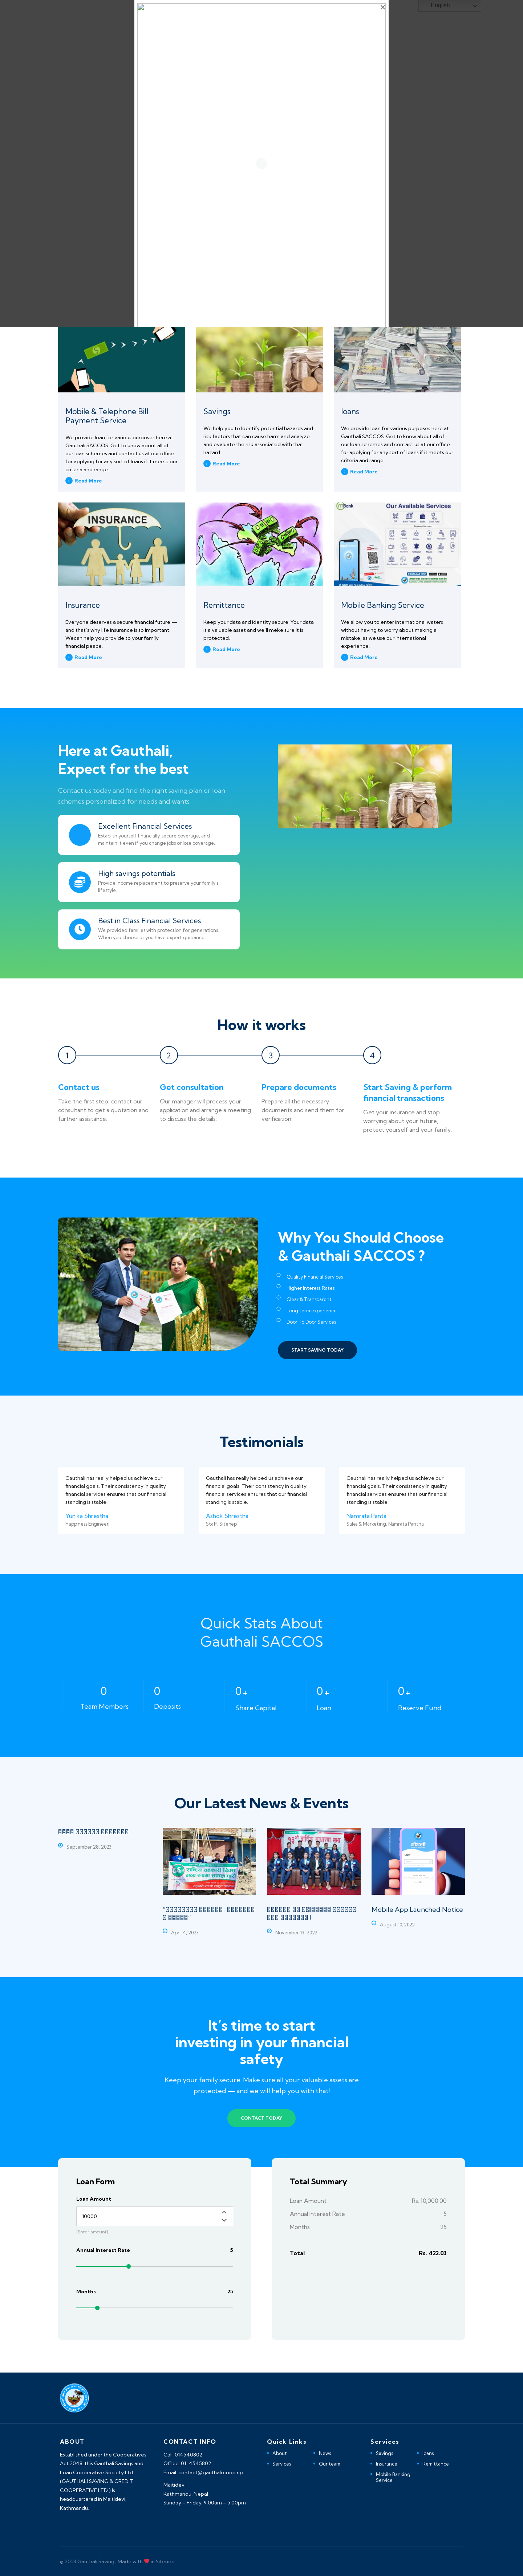 English
×
Mobile & Telephone Bill
Payment Service
We provide loan for various purposes here at
Gauthali SACCOS. Get to know about all of
our loan schemes and contact us at our office
for applying for any sort of loans if it meets our
criteria and range.
Read More
Savings
We help you to Identify potential hazards and
risk factors that can cause harm and analyze
and evaluate the risk associated with that
hazard.
Read More
loans
We provide loan for various purposes here at
Gauthali SACCOS. Get to know about all of
our loan schemes and contact us at our office
for applying for any sort of loans if it meets our
criteria and range.
Read More
INSURANCE
Insurance
Everyone deserves a secure financial future —
and that's why life insurance is so important.
Wecan help you provide to your family
financial peace.
Read More
Remittance
Keep your data and identity secure. Your data
is a valuable asset and we'll make sure it is
protected.
Read More
Our Available Services
Mobile Banking Service
We allow you to enter international waters
without having to worry about making a
mistake, as we use our international
experience.
Read More
Here at Gauthali,
Expect for the best
Contact us today and find the right saving plan or loan
schemes personalized for needs and wants.
Excellent Financial Services
Establish yourself financially, secure coverage, and
maintain it even if you change jobs or lose coverage.
High savings potentials
Provide income replacement to preserve your family's
lifestyle.
Best in Class Financial Services
We provided families with protection for generations.
When you choose us you have expert guidance.
How it works
1
2
3
4
Contact us
Take the first step, contact our
consultant to get a quotation and
further assistance.
Get consultation
Our manager will process your
application and arrange a meeting
to discuss the details
Prepare documents
Prepare all the necessary
documents and send them for
verification
Start Saving & perform
financial transactions
Get your insurance and stop
worrying about your future,
protect yourself and your family
Why You Should Choose
& Gauthali SACCOS ?
Quality Financial Services
Higher Interest Rates
Clear & Transparent
Long term experience
Door To Door Services
START SAVING TODAY
Testimonials
Gauthali has really helped us achieve our
financial goals. Their consistency in quality
financial services ensures that our financial
standing is stable.
Yunika Shrestha
Happiness Engineer,
Gauthali has really helped us achieve our
financial goals. Their consistency in quality
financial services ensures that our financial
standing is stable.
Ashok Shrestha
Staff, Sitenep
Gauthali has really helped us achieve our
financial goals. Their consistency in quality
financial services ensures that our financial
standing is stable.
Namrata Panta
Sales & Marketing, Namrata Pantha
Quick Stats About
Gauthali SACCOS
0
Team Members
0
Deposits
0+
Share Capital
0+
Loan
0+
Reserve Fund
Our Latest News & Events
September 28, 2023
April 4, 2023
November 13, 2022
Mobile App Launched Notice
August 10, 2022
It's time to start
investing in your financial
safety
Keep your family secure. Make sure all your valuable assets are
protected — and we will help you with that!
CONTACT TODAY
Loan Form
Loan Amount
10000
(Enter amount)
Annual Interest Rate 5
Months 25
Total Summary
Loan Amount Rs. 10,000.00
Annual Interest Rate 5
Months 25
Total Rs. 422.03
ABOUT
Established under the Cooperatives
Act 2048, this Gauthali Savings and
Loan Cooperative Society Ltd.
(GAUTHALI SAVING & CREDIT
COOPERATIVE LTD.) Is
headquartered in Maitidevi,
Kathmandu
CONTACT INFO
Call: 014540802
Office: 01-4545802
Email: contact@gauthali.coop.np
Maitidevi
Kathmandu, Nepal
Sunday – Friday: 9:00am – 5:00pm
Quick Links
About
News
Services
Our team
Services
Savings
loans
Insurance
Remittance
Mobile Banking
Service
© 2023 Gauthali Saving | Made with ❤ in Sitenep